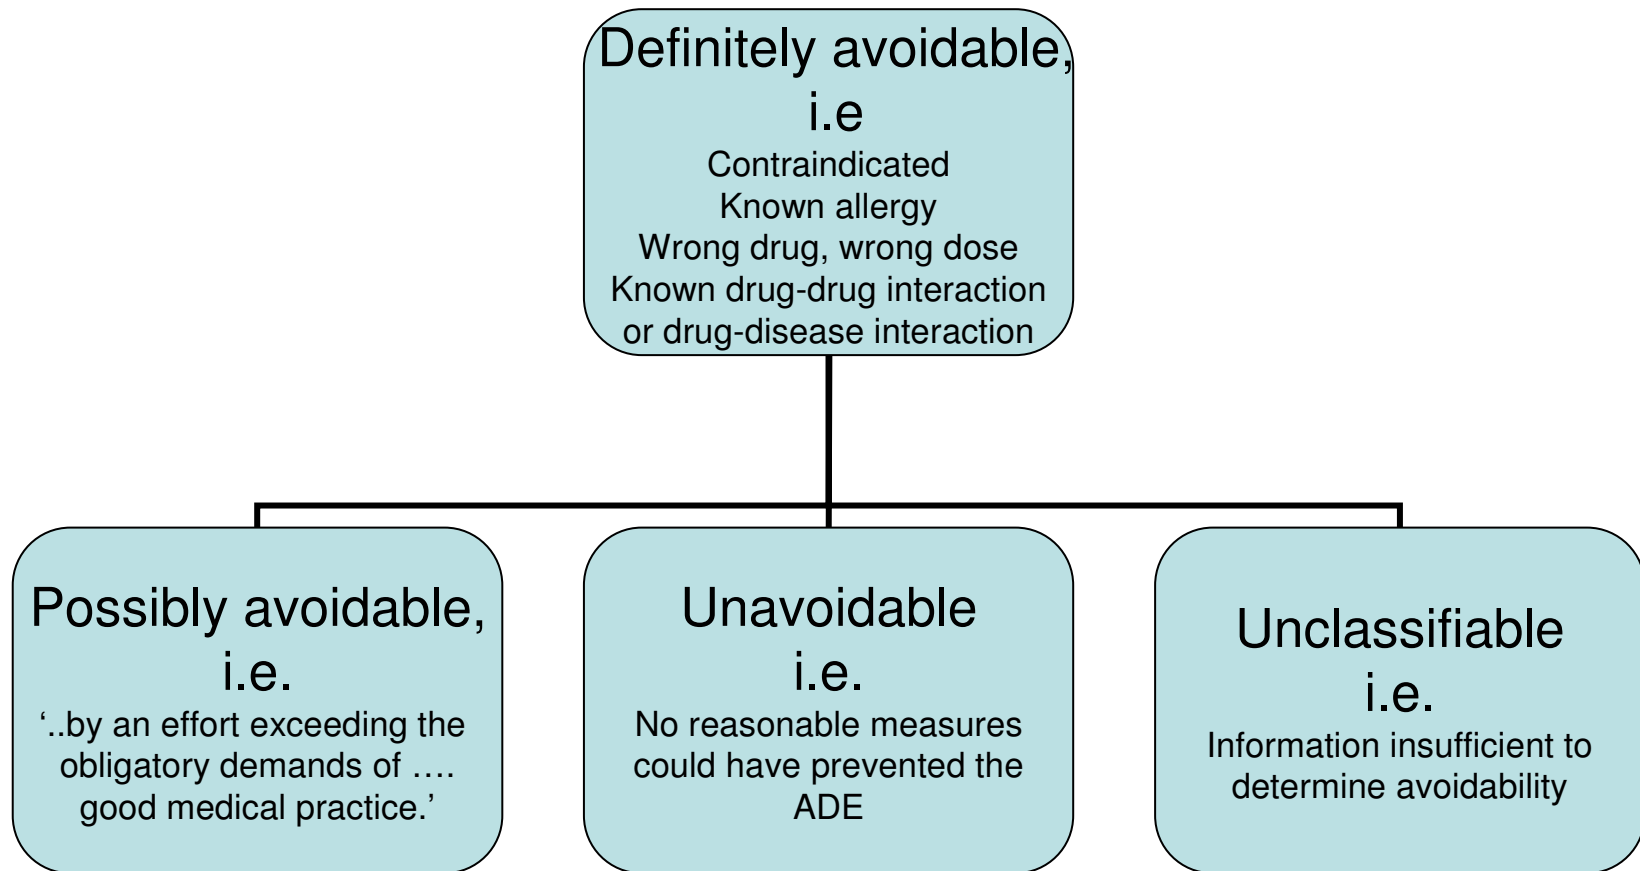 Definitely avoidable,
i.e
Contraindicated
Known allergy
Wrong drug, wrong dose
Known drug-drug interaction
or drug-disease interaction
Possibly avoidable,
i.e.
‘..by an effort exceeding the
obligatory demands of ….
good medical practice.’
Unavoidable
i.e.
No reasonable measures
could have prevented the
ADE
Unclassifiable
i.e.
Information insufficient to
determine avoidability